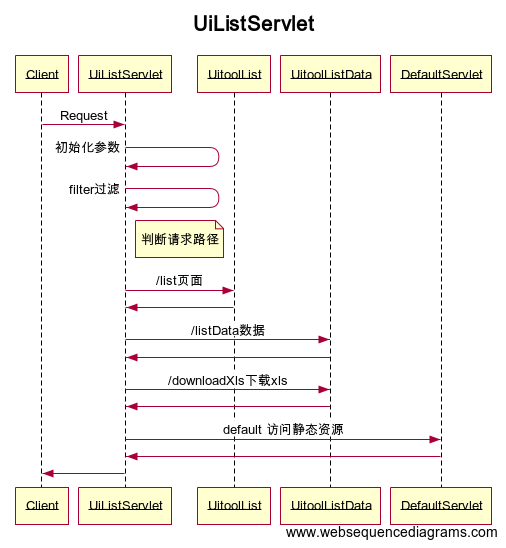 UiListServlet
Client
UiListServlet
UitoolList
UitoolListData
DefaultServlet
Request
初始化参数
filter过滤
判断请求路径
/list页面
/listData数据
/downloadXls下载xls
default 访问静态资源
Client
UiListServlet
UitoolList
UitoolListData
DefaultServlet
www.websequencediagrams.com